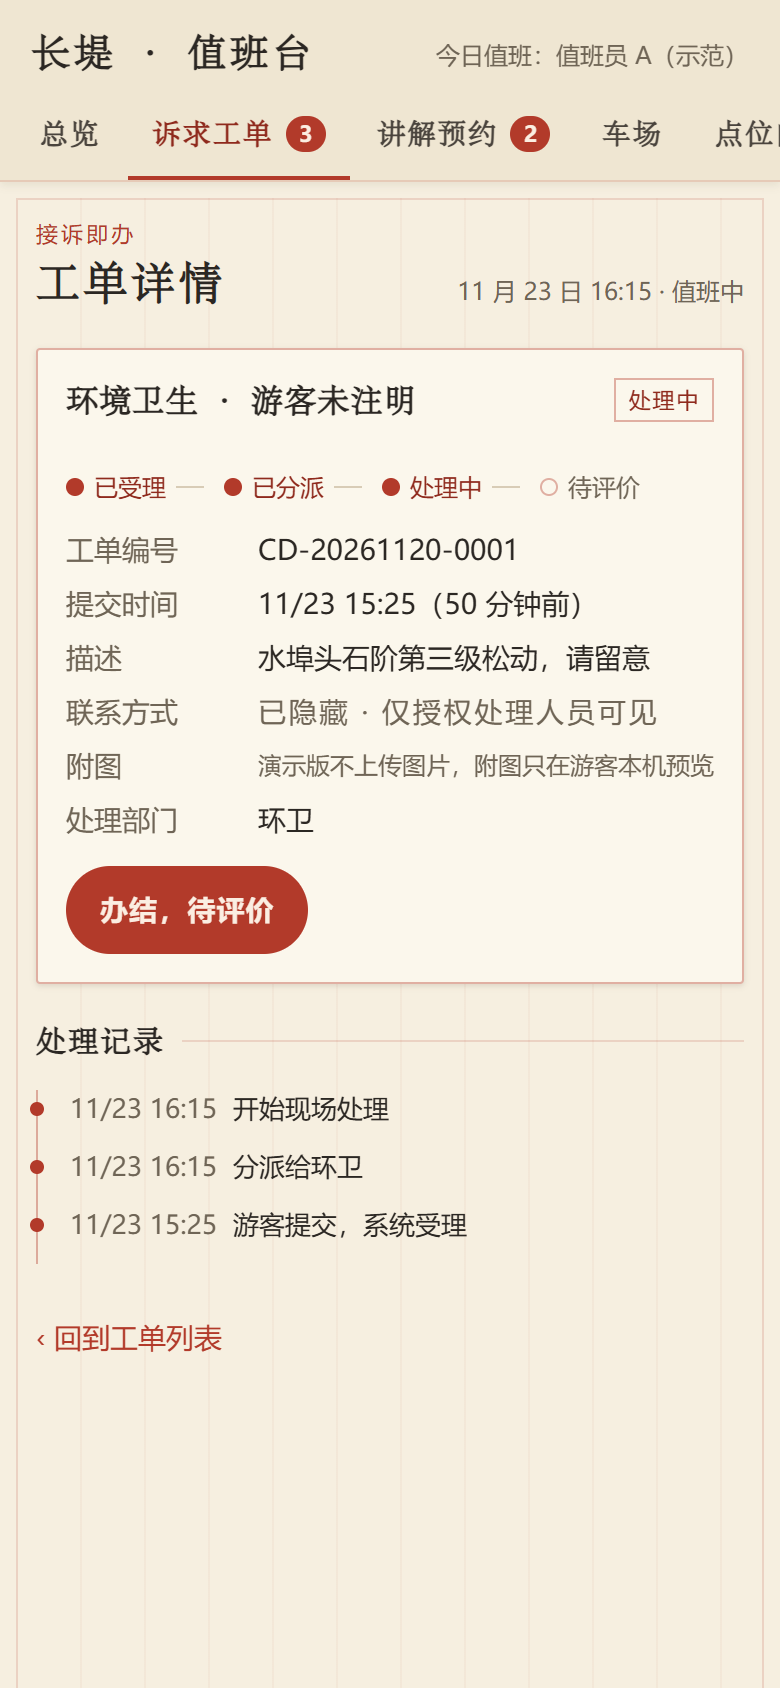 长堤 · 值班台
今日值班：值班员 A（示范）
总览 诉求工单 3 讲解预约 2 车场 点位
接诉即办
工单详情
11 月 23 日 16:15 · 值班中
环境卫生 · 游客未注明
处理中
已受理 已分派 处理中 待评价
工单编号 CD-20261120-0001
提交时间 11/23 15:25（50 分钟前）
描述 水埠头石阶第三级松动，请留意
联系方式 已隐藏 · 仅授权处理人员可见
附图 演示版不上传图片，附图只在游客本机预览
处理部门 环卫
办结，待评价
处理记录
11/23 16:15 开始现场处理
11/23 16:15 分派给环卫
11/23 15:25 游客提交，系统受理
‹ 回到工单列表